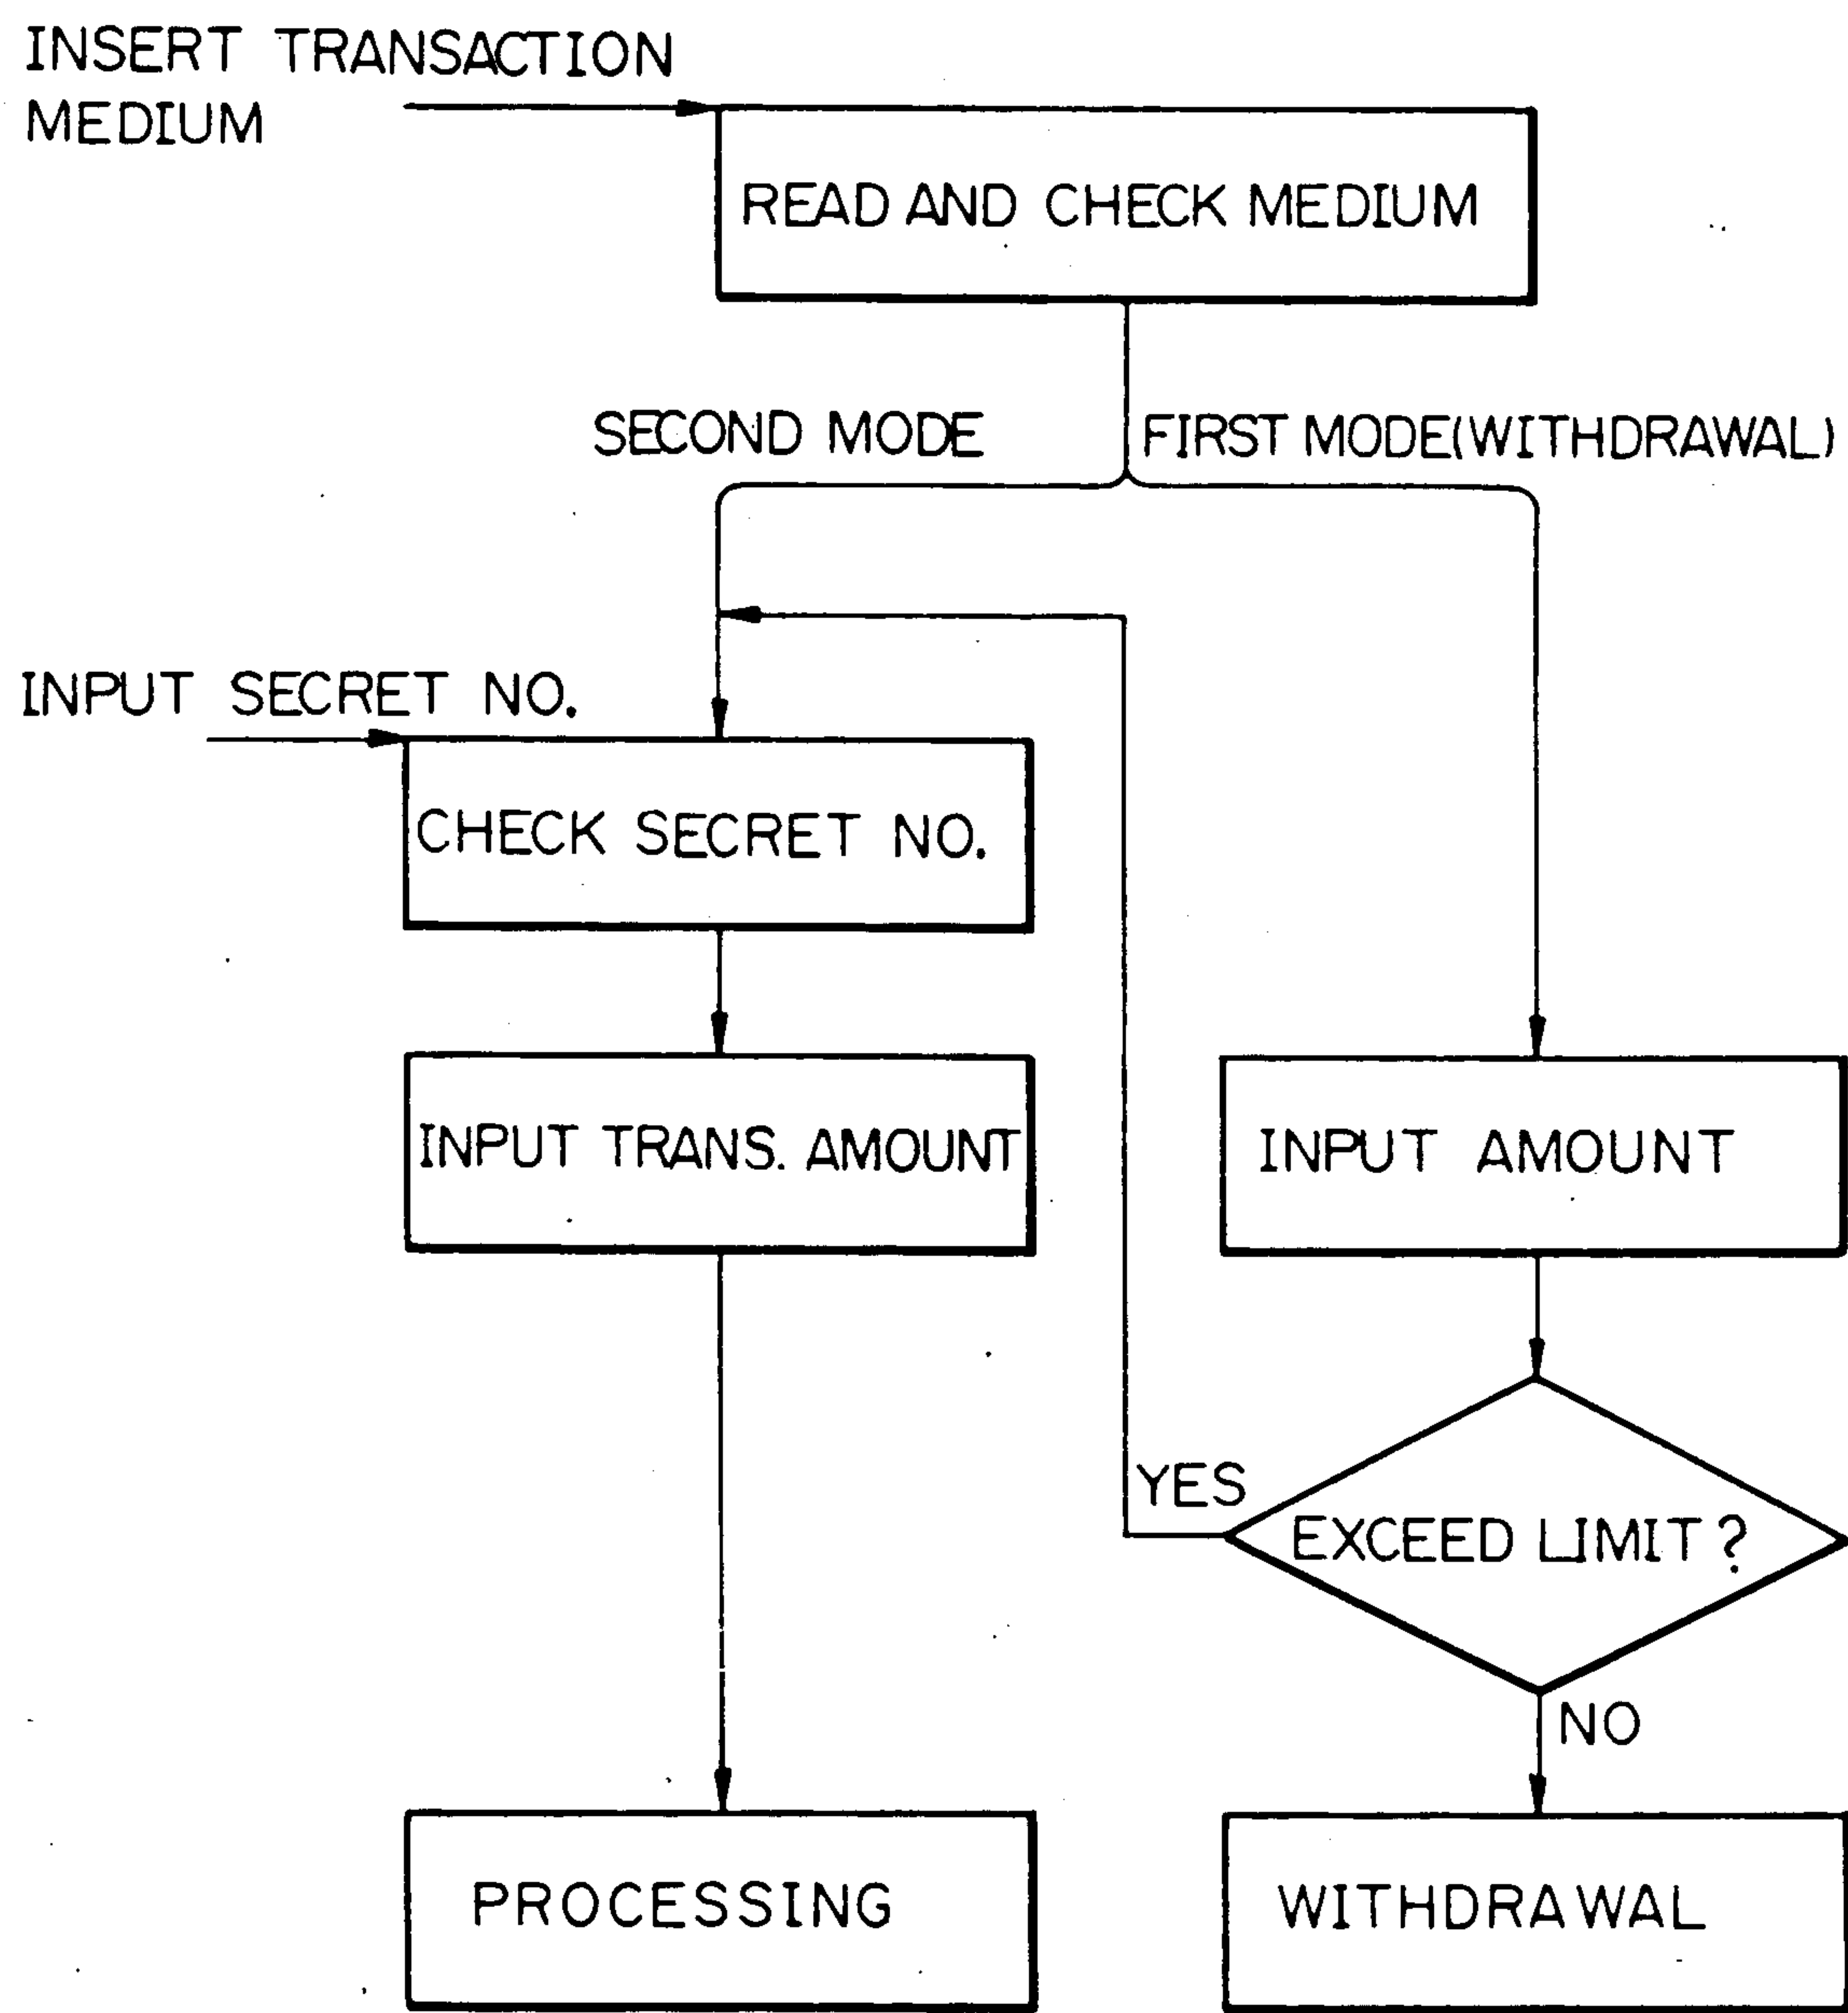 INSERT TRANSACTION
MEDIUM
READ AND CHECK MEDIUM
SECOND MODE
FIRST MODE(WITHDRAWAL)
INPUT SECRET NO.
CHECK SECRET NO.
INPUT TRANS. AMOUNT
INPUT AMOUNT
YES
EXCEED LIMIT?
NO
PROCESSING
WITHDRAWAL